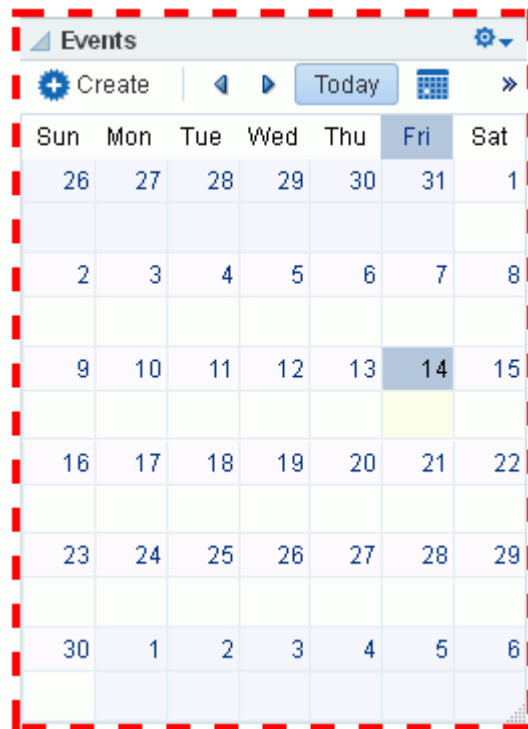 Events
Create Today »
Sun Mon Tue Wed Thu Fri Sat
26 27 28 29 30 31 1
2 3 4 5 6 7 8
9 10 11 12 13 14 15
16 17 18 19 20 21 22
23 24 25 26 27 28 29
30 1 2 3 4 5 6